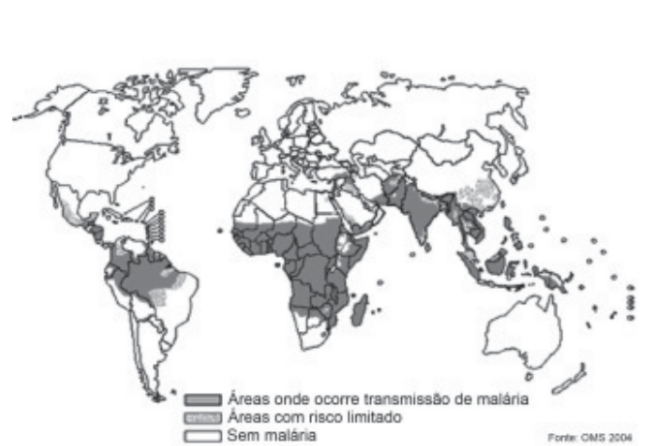 Áreas onde ocorre transmissão de malária
Áreas com risco limitado
Sem malária
Fonte: OMS 2004